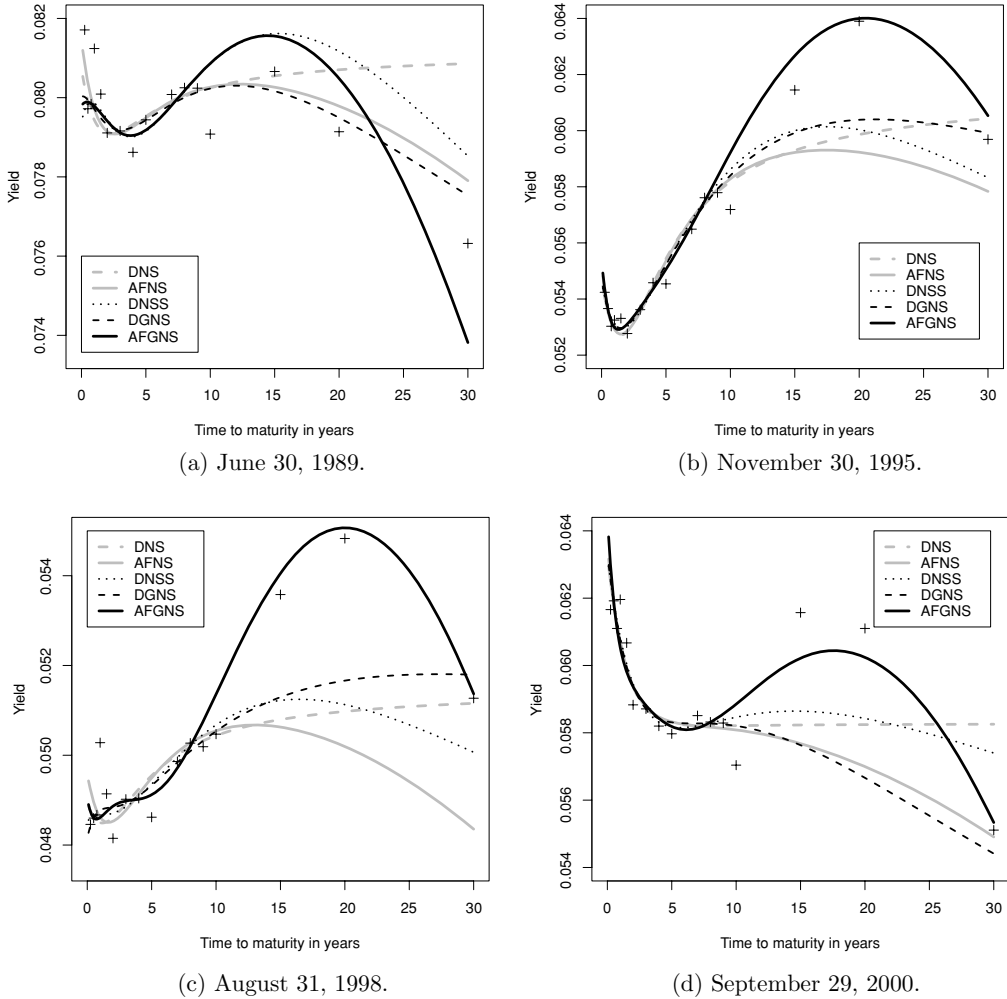 0.082
0.080
0.078
0.076
0.074
Yield
DNS
AFNS
DNSS
DGNS
AFGNS
0 5 10 15 20 25 30
Time to maturity in years
(a) June 30, 1989.
0.064
0.062
0.060
0.058
0.056
0.054
0.052
Yield
DNS
AFNS
DNSS
DGNS
AFGNS
0 5 10 15 20 25 30
Time to maturity in years
(b) November 30, 1995.
0.054
0.052
0.050
0.048
Yield
DNS
AFNS
DNSS
DGNS
AFGNS
0 5 10 15 20 25 30
Time to maturity in years
(c) August 31, 1998.
0.064
0.062
0.060
0.058
0.056
0.054
Yield
DNS
AFNS
DNSS
DGNS
AFGNS
0 5 10 15 20 25 30
Time to maturity in years
(d) September 29, 2000.